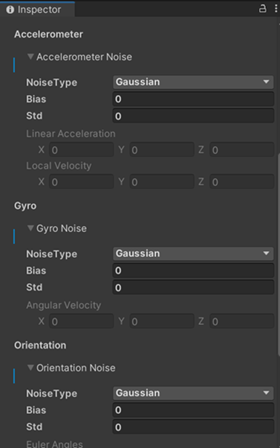 Inspector
Accelerometer
Accelerometer Noise
NoiseType Gaussian
Bias 0
Std 0
Linear Acceleration
X 0 Y 0 Z 0
Local Velocity
X 0 Y 0 Z 0
Gyro
Gyro Noise
NoiseType Gaussian
Bias 0
Std 0
Angular Velocity
X 0 Y 0 Z 0
Orientation
Orientation Noise
NoiseType Gaussian
Bias 0
Std 0
Euler Angles